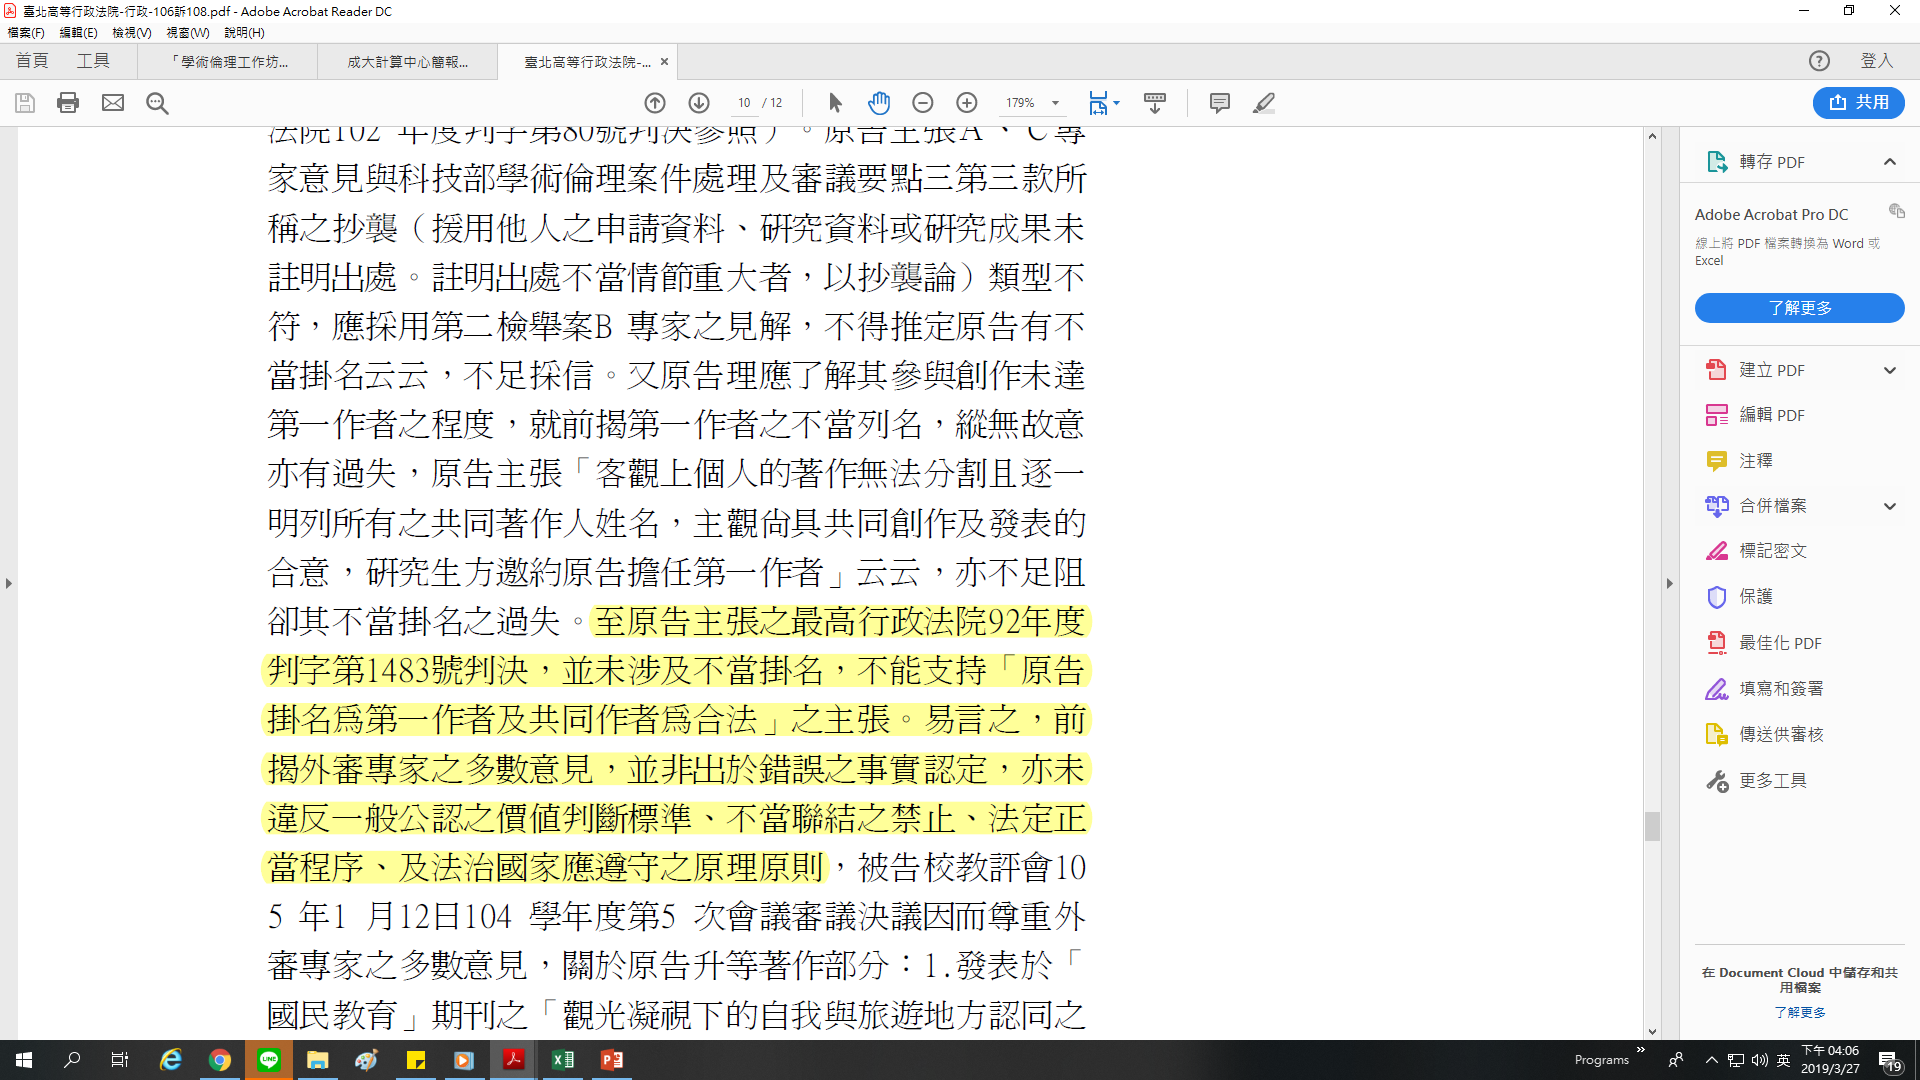 臺北高等行政法院-行政-106訴108.pdf - Adobe Acrobat Reader DC
檔案(F) 編輯(E) 檢視(V) 視窗(W) 說明(H)
首頁 工具 「學術倫理工作坊... 成大計算中心簡報... 臺北高等行政法院-... 登入
10 / 12 179% 共用
法院102 年度判字第80號判決參照）。原告主張A、C專
家意見與科技部學術倫理案件處理及審議要點三第三款所
稱之抄襲（援用他人之申請資料、研究資料或研究成果未
註明出處。註明出處不當情節重大者，以抄襲論）類型不
符，應採用第二檢舉案B 專家之見解，不得推定原告有不
當掛名云云，不足採信。又原告理應了解其參與創作未達
第一作者之程度，就前揭第一作者之不當列名，縱無故意
亦有過失，原告主張「客觀上個人的著作無法分割且逐一
明列所有之共同著作人姓名，主觀尚具共同創作及發表的
合意，研究生方邀約原告擔任第一作者」云云，亦不足阻
卻其不當掛名之過失。至原告主張之最高行政法院92年度
判字第1483號判決，並未涉及不當掛名，不能支持「原告
掛名為第一作者及共同作者為合法」之主張。易言之，前
揭外審專家之多數意見，並非出於錯誤之事實認定，亦未
違反一般公認之價值判斷標準、不當聯結之禁止、法定正
當程序、及法治國家應遵守之原理原則，被告校教評會10
5 年1 月12日104 學年度第5 次會議審議決議因而尊重外
審專家之多數意見，關於原告升等著作部分：1.發表於「
國民教育」期刊之「觀光凝視下的自我與旅遊地方認同之
轉存 PDF
Adobe Acrobat Pro DC
線上將 PDF 檔案轉換為 Word 或
Excel
了解更多
建立 PDF
編輯 PDF
注釋
合併檔案
標記密文
保護
最佳化 PDF
填寫和簽署
傳送供審核
更多工具
在 Document Cloud 中儲存和共
用檔案
了解更多
Programs 英 下午 04:06
2019/3/27 19